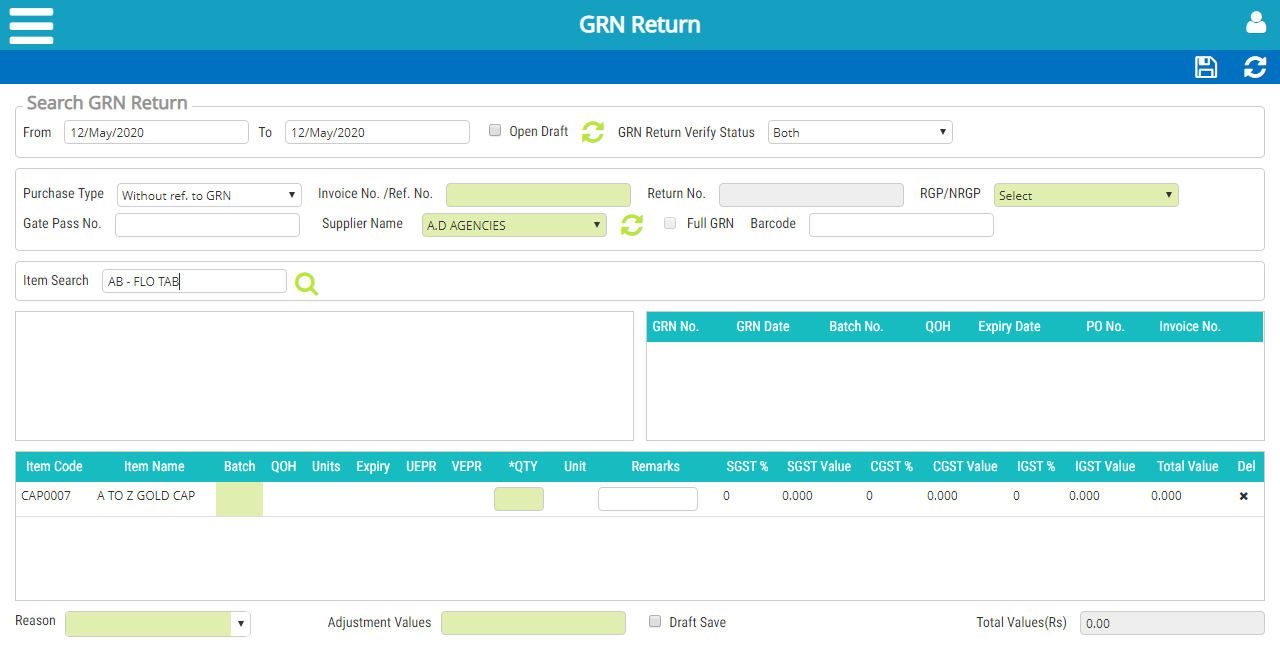 GRN Return
Search GRN Return
From 12/May/2020 To 12/May/2020 Open Draft GRN Return Verify Status Both
Purchase Type Without ref. to GRN Invoice No. /Ref. No. Return No. RGP/NRGP Select
Gate Pass No. Supplier Name A.D AGENCIES Full GRN Barcode
Item Search AB - FLO TAB
GRN No. GRN Date Batch No. QOH Expiry Date PO No. Invoice No.
Item Code Item Name Batch QOH Units Expiry UEPR VEPR *QTY Unit Remarks SGST % SGST Value CGST % CGST Value IGST % IGST Value Total Value Del
CAP0007 A TO Z GOLD CAP 0 0.000 0 0.000 0 0.000 0.000
Reason Adjustment Values Draft Save Total Values(Rs) 0.00